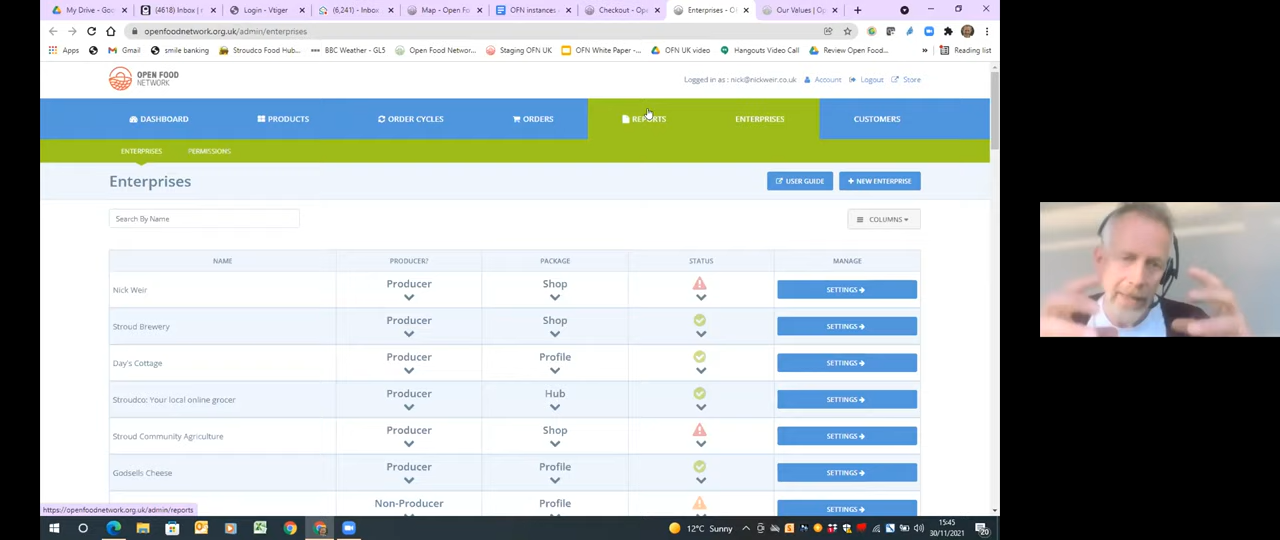 My Drive - Goo
(4618) Inbox |
Login - Vtiger
(6,241) - Inbox
Map - Open Fo
OFN instances
Checkout - Ope
Enterprises - O
Our Values | Op
openfoodnetwork.org.uk/admin/enterprises
Apps
Gmail
smile banking
Stroudco Food Hub...
BBC Weather - GL5
Open Food Networ...
Staging OFN UK
OFN White Paper -...
OFN UK video
Hangouts Video Call
Review Open Food...
»
Reading list
OPEN FOOD
NETWORK
Logged in as : nick@nickweir.co.uk
Account
Logout
Store
DASHBOARD
PRODUCTS
ORDER CYCLES
ORDERS
REPORTS
ENTERPRISES
CUSTOMERS
ENTERPRISES
PERMISSIONS
Enterprises
USER GUIDE
+ NEW ENTERPRISE
Search By Name
COLUMNS
NAME
PRODUCER?
PACKAGE
STATUS
MANAGE
Nick Weir
Producer
Shop
SETTINGS
Stroud Brewery
Producer
Shop
SETTINGS
Day's Cottage
Producer
Profile
SETTINGS
Stroudco: Your local online grocer
Producer
Hub
SETTINGS
Stroud Community Agriculture
Producer
Shop
SETTINGS
Godsells Cheese
Producer
Profile
SETTINGS
Non-Producer
Profile
SETTINGS
https://openfoodnetwork.org.uk/admin/reports
12°C Sunny
15:45
30/11/2021
20